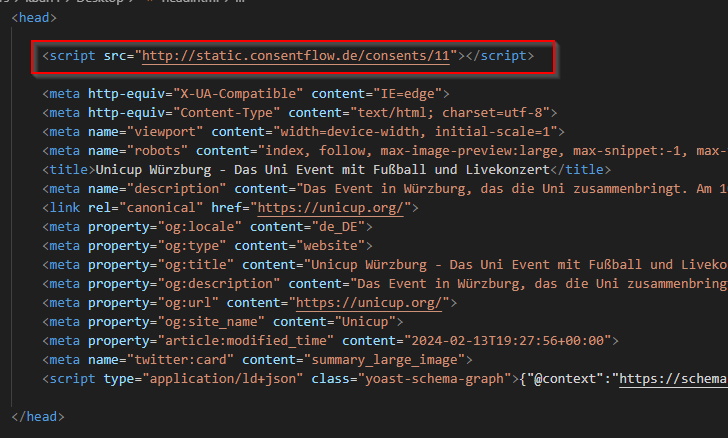 <head>
<script src="http://static.consentflow.de/consents/11"></script>
<meta http-equiv="X-UA-Compatible" content="IE=edge">
<meta http-equiv="Content-Type" content="text/html; charset=utf-8">
<meta name="viewport" content="width=device-width, initial-scale=1">
<meta name="robots" content="index, follow, max-image-preview:large, max-snippet:-1, max-
<title>Unicup Würzburg - Das Uni Event mit Fußball und Livekonzert</title>
<meta name="description" content="Das Event in Würzburg, das die Uni zusammenbringt. Am 1
<link rel="canonical" href="https://unicup.org/">
<meta property="og:locale" content="de_DE">
<meta property="og:type" content="website">
<meta property="og:title" content="Unicup Würzburg - Das Uni Event mit Fußball und Liveko
<meta property="og:description" content="Das Event in Würzburg, das die Uni zusammenbring
<meta property="og:url" content="https://unicup.org/">
<meta property="og:site_name" content="Unicup">
<meta property="article:modified_time" content="2024-02-13T19:27:56+00:00">
<meta name="twitter:card" content="summary_large_image">
<script type="application/ld+json" class="yoast-schema-graph">{"@context":"https://schema
</head>